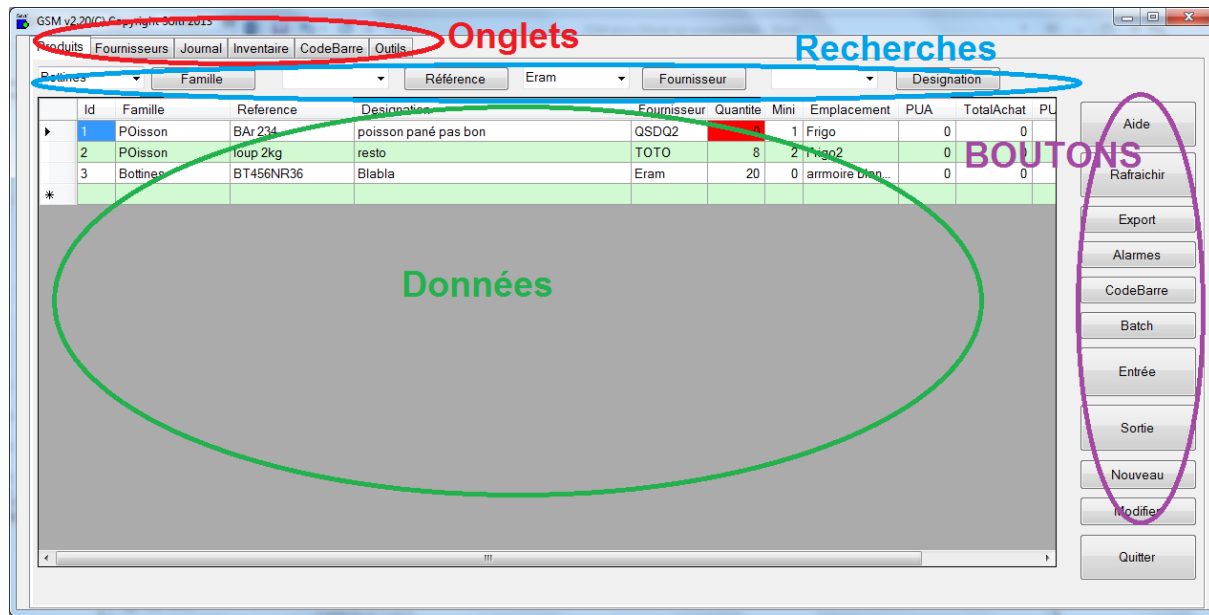 GSM v2.20(C) Copyright Solti 2013
Onglets
Produits Fournisseurs Journal Inventaire CodeBarre Outils
Recherches
Bottines Famille Référence Eram Fournisseur Designation
Id Famille Reference Designation Fournisseur Quantite Mini Emplacement PUA TotalAchat PU
1 POisson BAr 234 poisson pané pas bon QSDQ2 0 1 Frigo 0 0
2 POisson loup 2kg resto TOTO 8 2 Frigo2 0 0
3 Bottines BT456NR36 Blabla Eram 20 0 arrmoire blan...
0 0
Données
BOUTONS
Aide
Rafraichir
Export
Alarmes
CodeBarre
Batch
Entrée
Sortie
Nouveau
Modifier
Quitter